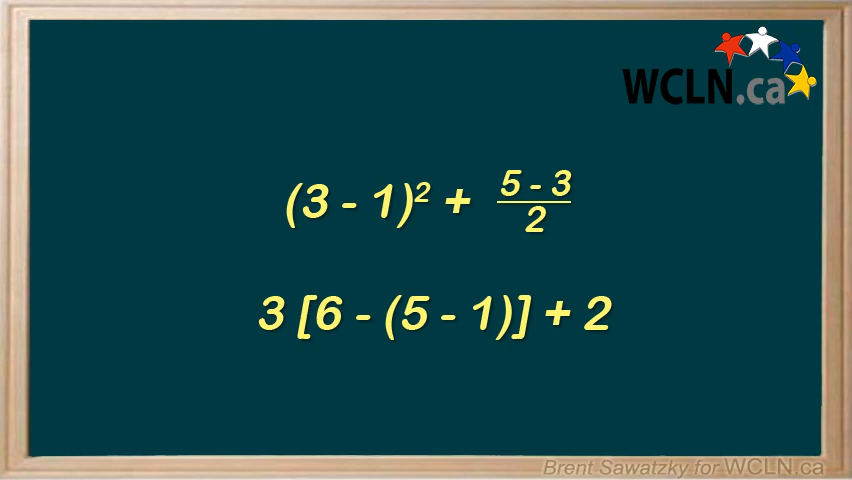 WCLN.ca
(3 - 1)² + 5 - 3
2
3 [6 - (5 - 1)] + 2
Brent Sawatzky for WCLN.ca